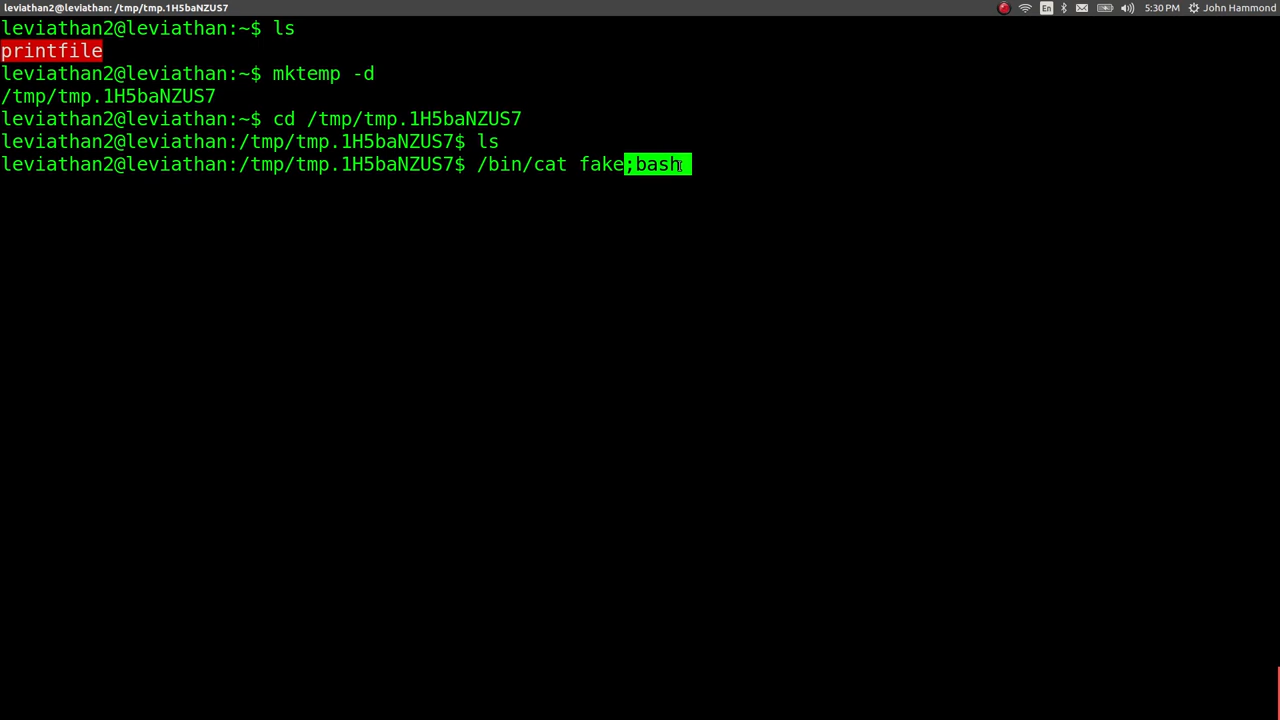 leviathan2@leviathan: /tmp/tmp.1H5baNZUS7
En
5:30 PM
John Hammond
leviathan2@leviathan:~$ ls
printfile
leviathan2@leviathan:~$ mktemp -d
/tmp/tmp.1H5baNZUS7
leviathan2@leviathan:~$ cd /tmp/tmp.1H5baNZUS7
leviathan2@leviathan:/tmp/tmp.1H5baNZUS7$ ls
leviathan2@leviathan:/tmp/tmp.1H5baNZUS7$ /bin/cat fake;bash